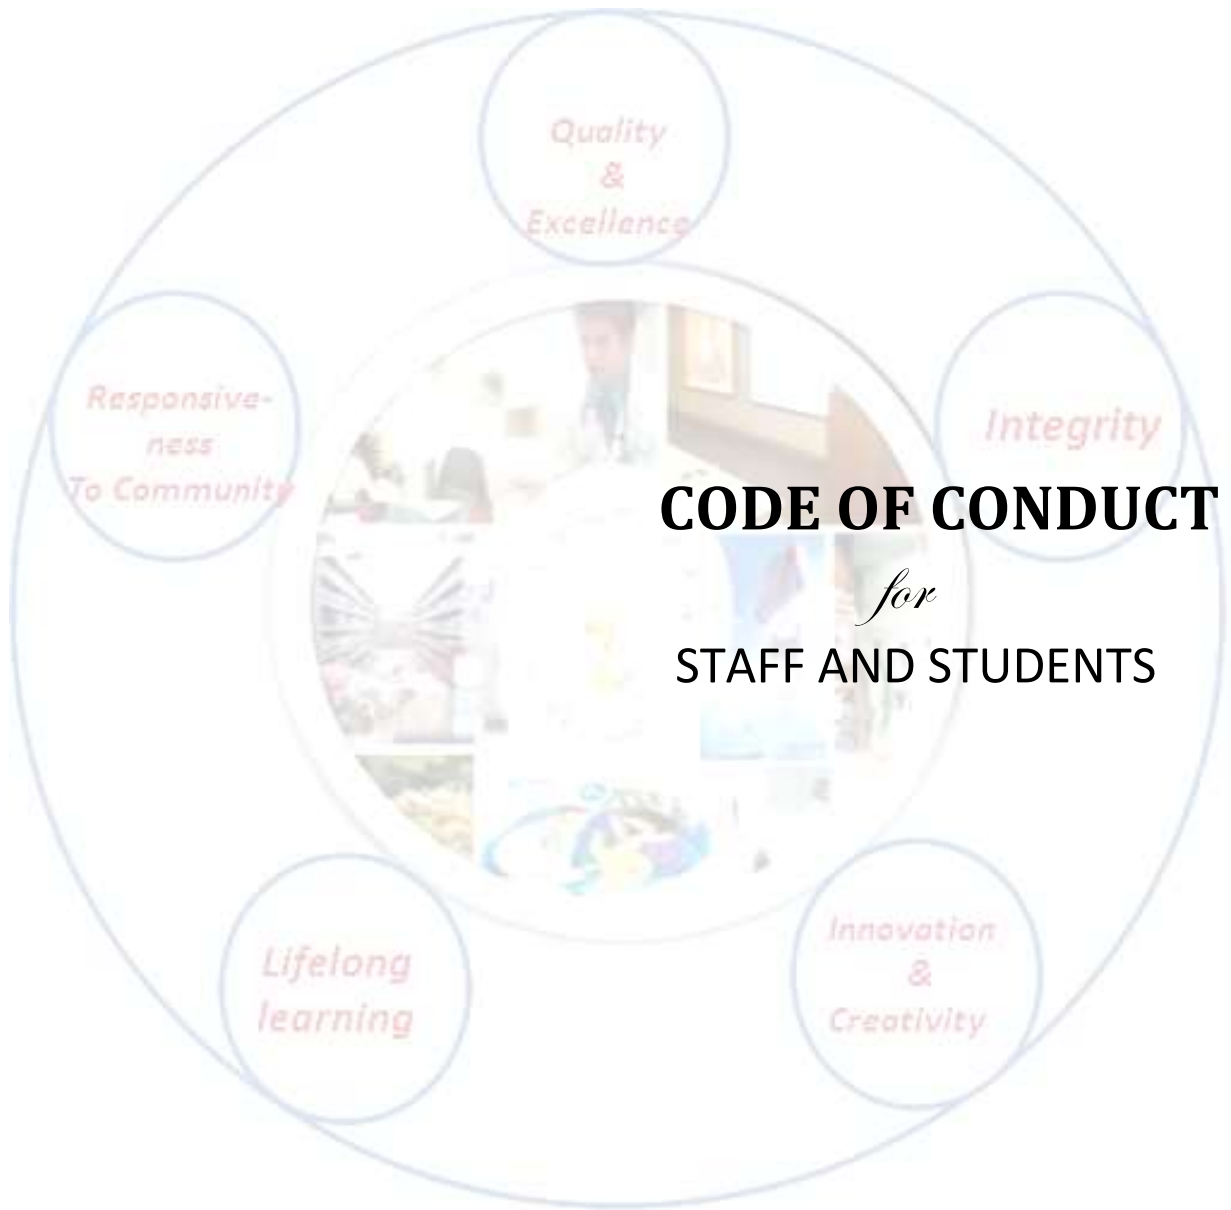 Quality
&
Excellence
Responsive-
ness
To Community
Integrity
CODE OF CONDUCT
for
STAFF AND STUDENTS
Lifelong
learning
Innovation
&
Creativity